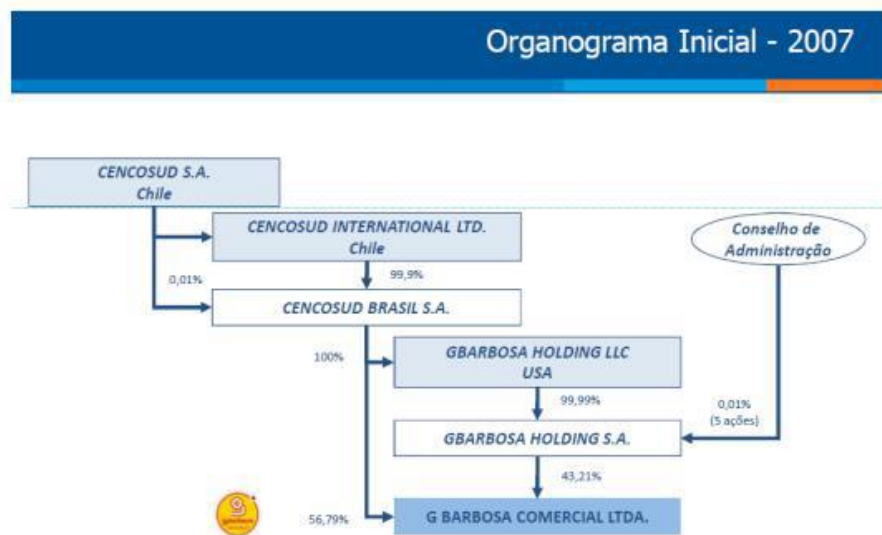 Organograma Inicial - 2007
CENCOSUD S.A.
Chile
CENCOSUD INTERNATIONAL LTD.
Chile
Conselho de
Administração
0,01%
99,9%
CENCOSUD BRASIL S.A.
100%
GBARBOSA HOLDING LLC
USA
99,99%
0,01%
(5 ações)
GBARBOSA HOLDING S.A.
43,21%
56,79%
G BARBOSA COMERCIAL LTDA.